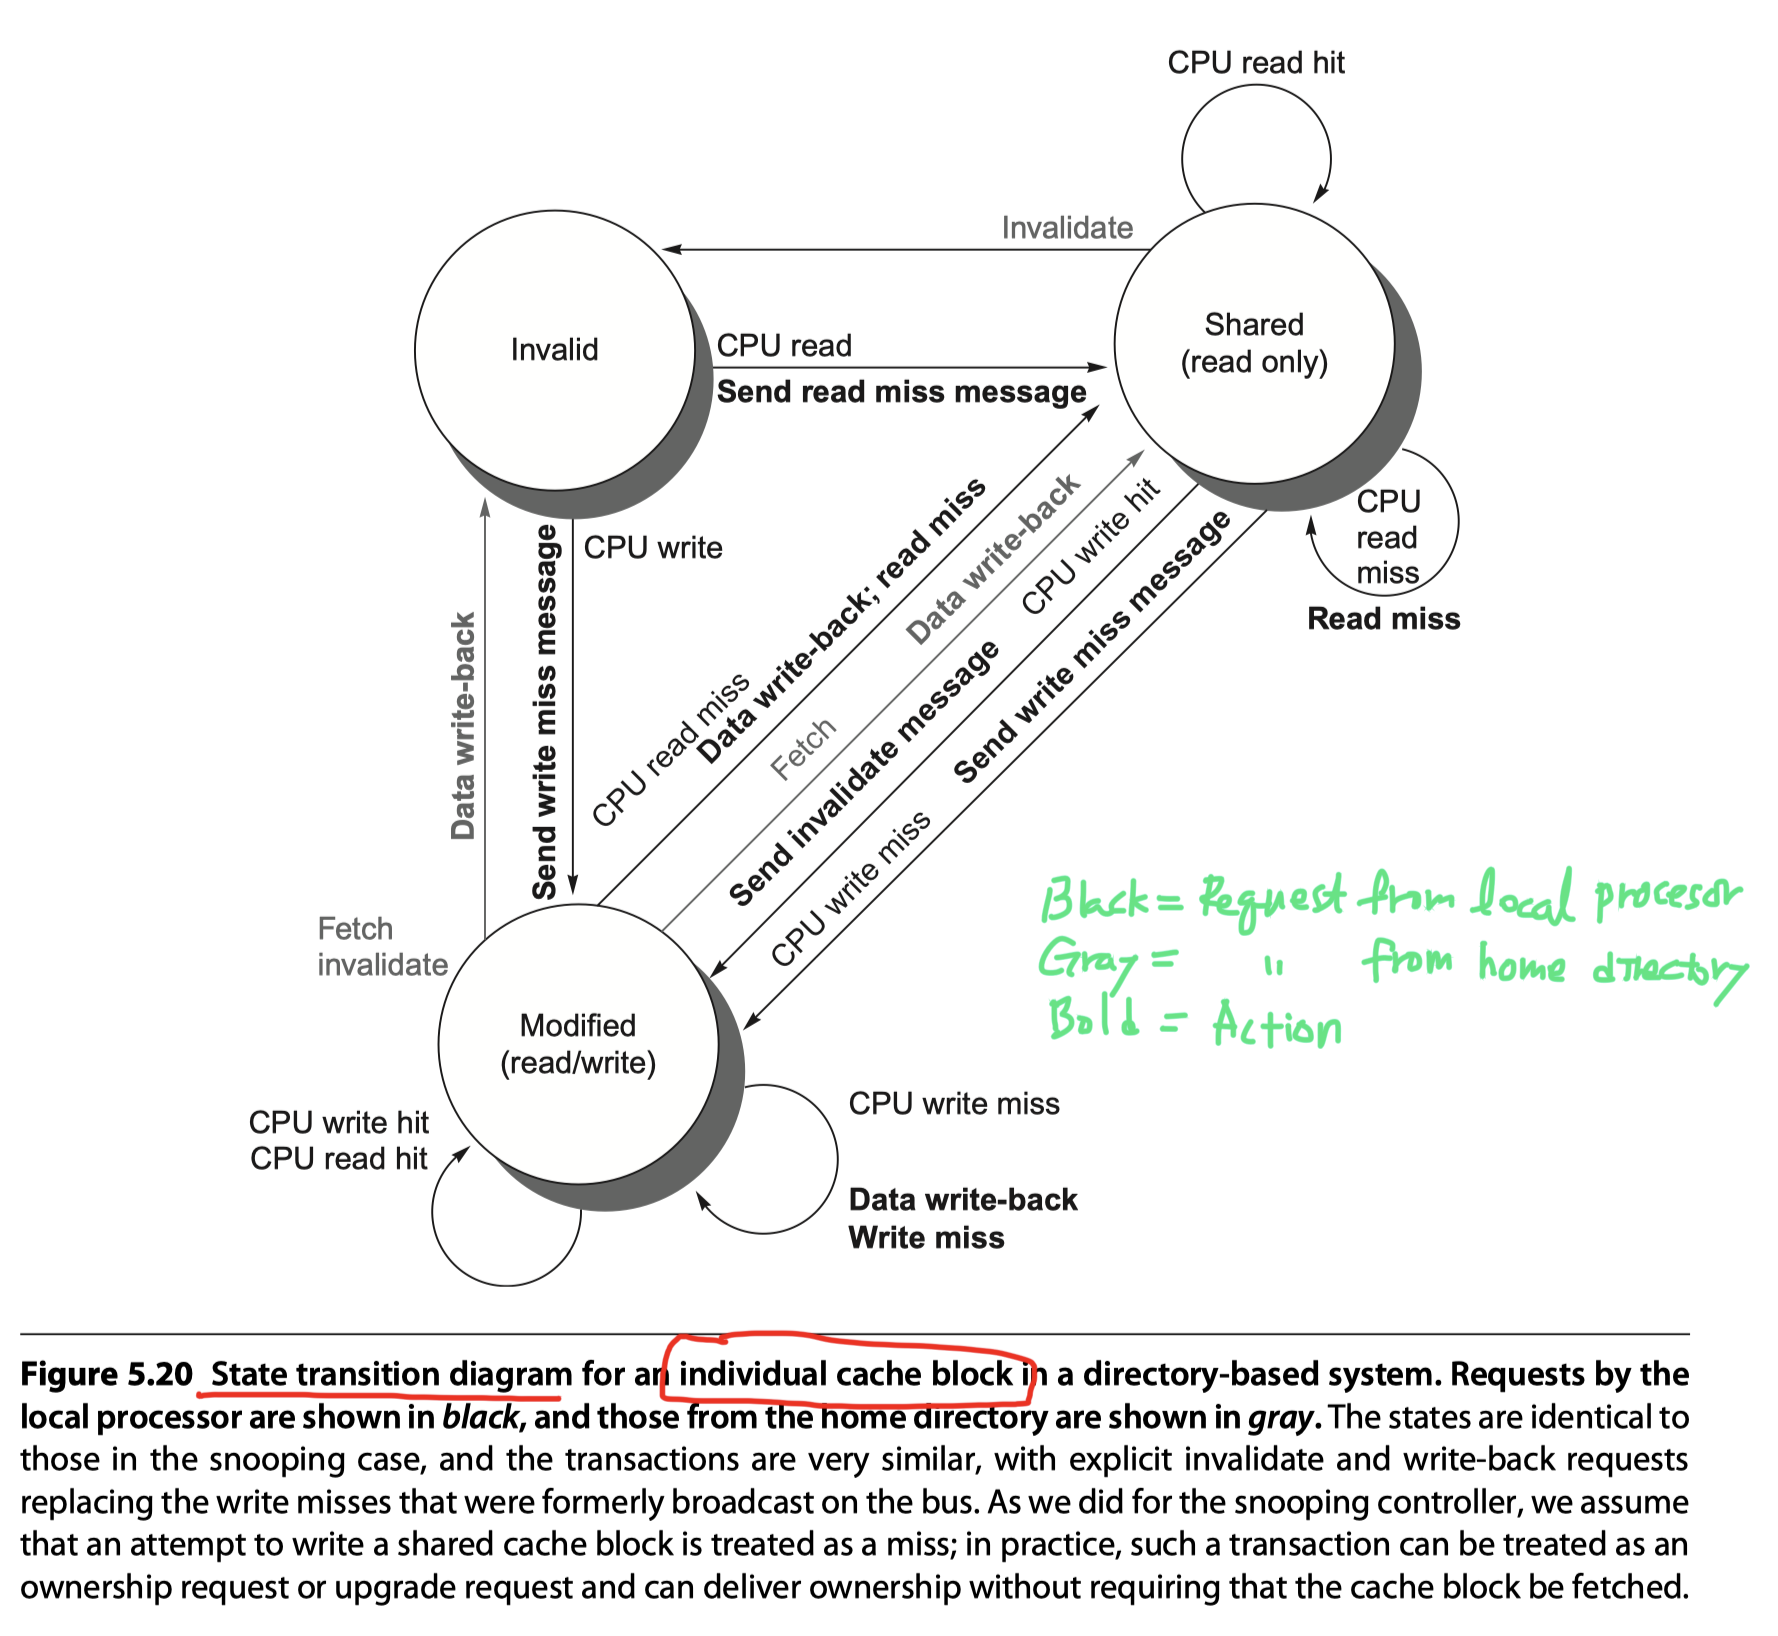 CPU read hit
Invalidate
Shared
(read only)
Invalid
CPU read
Send read miss message
CPU
read
miss
Read miss
CPU write
Send write miss message
Data write-back
Fetch
invalidate
CPU read miss
Data write-back; read miss
Fetch
Data write-back
CPU write hit
Send invalidate message
CPU write miss
Send write miss message
Black = Request from local procesor
Gray = " from home directory
Bold = Action
Modified
(read/write)
CPU write hit
CPU read hit
CPU write miss
Data write-back
Write miss
Figure 5.20 State transition diagram for an individual cache block in a directory-based system. Requests by the
local processor are shown in black, and those from the home directory are shown in gray. The states are identical to
those in the snooping case, and the transactions are very similar, with explicit invalidate and write-back requests
replacing the write misses that were formerly broadcast on the bus. As we did for the snooping controller, we assume
that an attempt to write a shared cache block is treated as a miss; in practice, such a transaction can be treated as an
ownership request or upgrade request and can deliver ownership without requiring that the cache block be fetched.